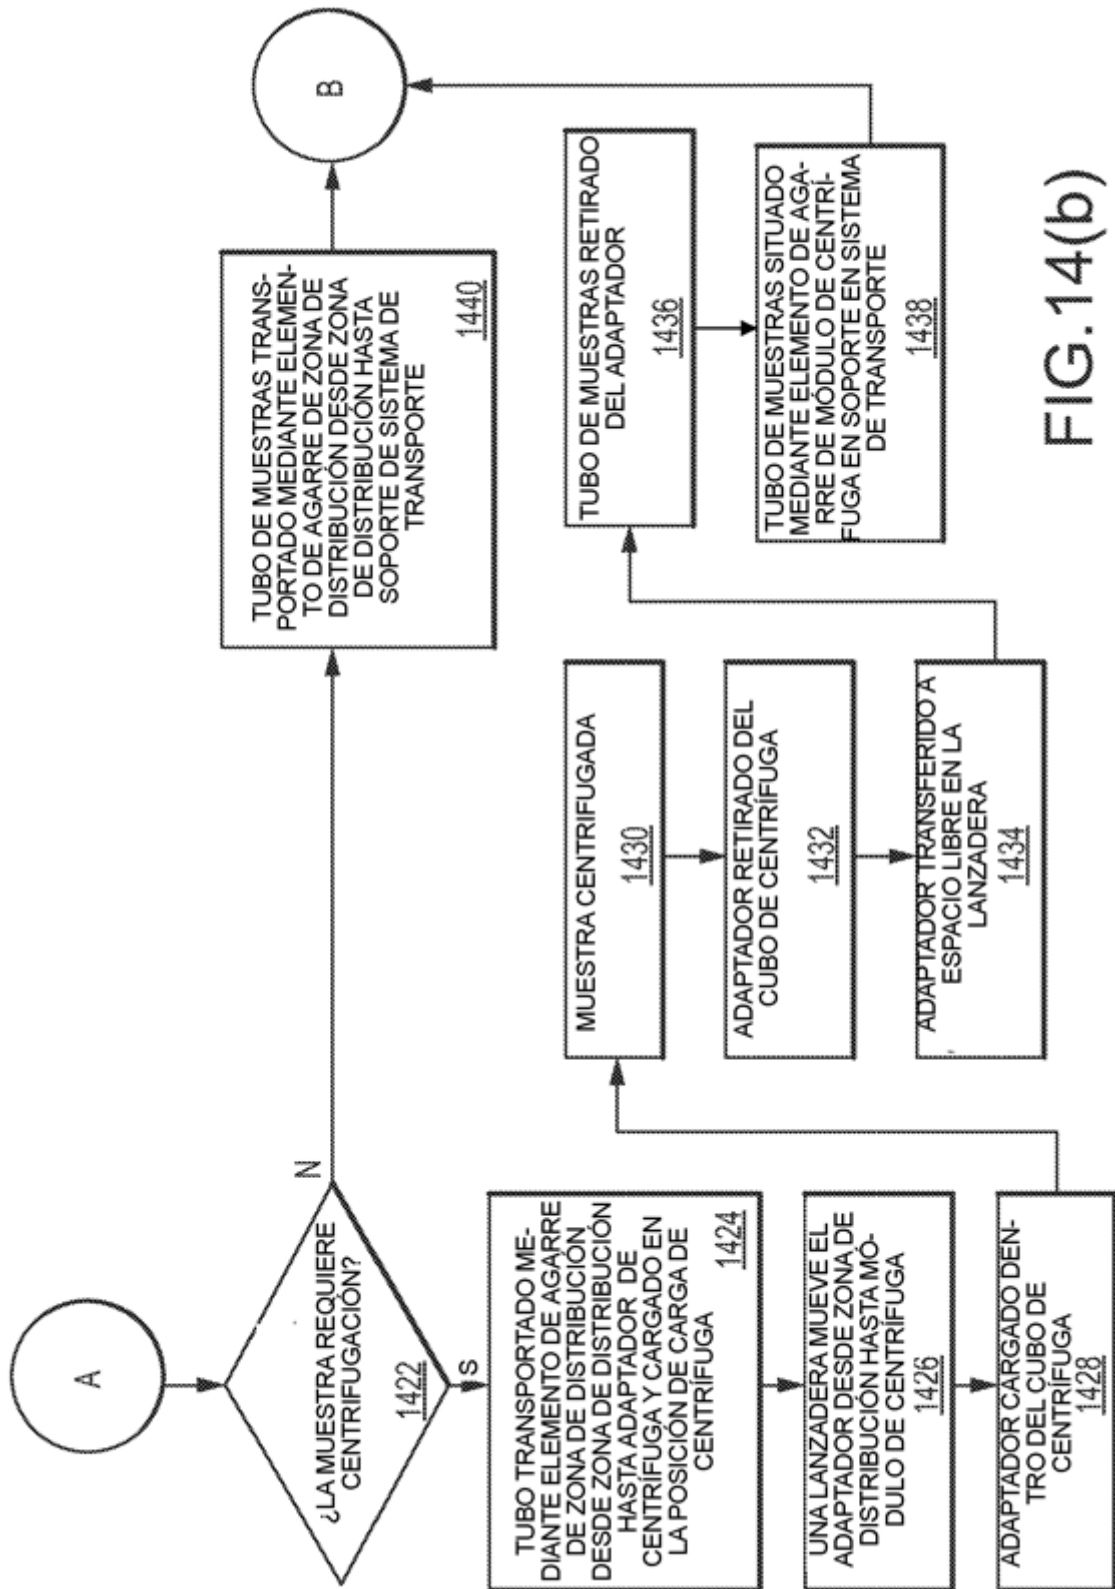 A
¿LA MUESTRA REQUIERE
CENTRIFUGACIÓN?
1422
N
S
TUBO TRANSPORTADO ME-
DIANTE ELEMENTO DE AGARRE
DE ZONA DE DISTRIBUCIÓN
DESDE ZONA DE DISTRIBUCIÓN
HASTA ADAPTADOR DE
CENTRÍFUGA Y CARGADO EN
LA POSICIÓN DE CARGA DE
CENTRÍFUGA
1424
UNA LANZADERA MUEVE EL
ADAPTADOR DESDE ZONA DE
DISTRIBUCIÓN HASTA MÓ-
DULO DE CENTRÍFUGA
1426
ADAPTADOR CARGADO DEN-
TRO DEL CUBO DE
CENTRÍFUGA
1428
MUESTRA CENTRIFUGADA
1430
ADAPTADOR RETIRADO DEL
CUBO DE CENTRÍFUGA
1432
ADAPTADOR TRANSFERIDO A
ESPACIO LIBRE EN LA
LANZADERA
1434
TUBO DE MUESTRAS RETIRADO
DEL ADAPTADOR
1436
TUBO DE MUESTRAS SITUADO
MEDIANTE ELEMENTO DE AGA-
RRE DE MÓDULO DE CENTRÍ-
FUGA EN SOPORTE EN SISTEMA
DE TRANSPORTE
1438
TUBO DE MUESTRAS TRANS-
PORTADO MEDIANTE ELEMEN-
TO DE AGARRE DE ZONA DE
DISTRIBUCIÓN DESDE ZONA
DE DISTRIBUCIÓN HASTA
SOPORTE DE SISTEMA DE
TRANSPORTE
1440
B
FIG.14(b)